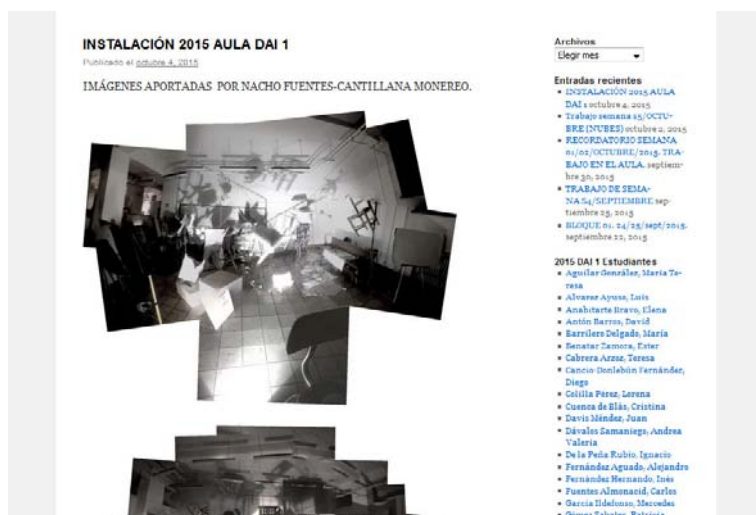 INSTALACIÓN 2015 AULA DAI 1
Publicado el octubre 4, 2015
IMÁGENES APORTADAS POR NACHO FUENTES-CANTILLANA MONEREO.
Archivos
Elegir mes
Entradas recientes
INSTALACIÓN 2015 AULA
DAI 1 octubre 4, 2015
Trabajo semana 15/OCTU-
BRE (NUBES) octubre 2, 2015
RECORDATORIO SEMANA
01/02/OCTUBRE/2015. TRA-
BAJO EN EL AULA. septiem-
bre 30, 2015
TRABAJO DE SEMA-
NA S4/SEPTIEMBRE sep-
tiembre 25, 2015
BLOQUE 01. 24/25/sept/2015.
septiembre 22, 2015
2015 DAI 1 Estudiantes
Aguilar González, María Te-
resa
Alvarez Ayuso, Luis
Anabitarte Bravo, Elena
Antón Barros, David
Barrilero Delgado, María
Benatar Zamora, Ester
Cabrera Arzoz, Teresa
Cancio-Donlebún Fernández,
Diego
Colilla Pérez, Lorena
Cuenca de Blás, Cristina
Davis Méndez, Juan
Dávalos Samaniego, Andrea
Valeria
De la Peña Rubio, Ignacio
Fernández Aguado, Alejandro
Fernández Hernando, Inés
Fuentes Almonacid, Carlos
García Ildefonso, Mercedes